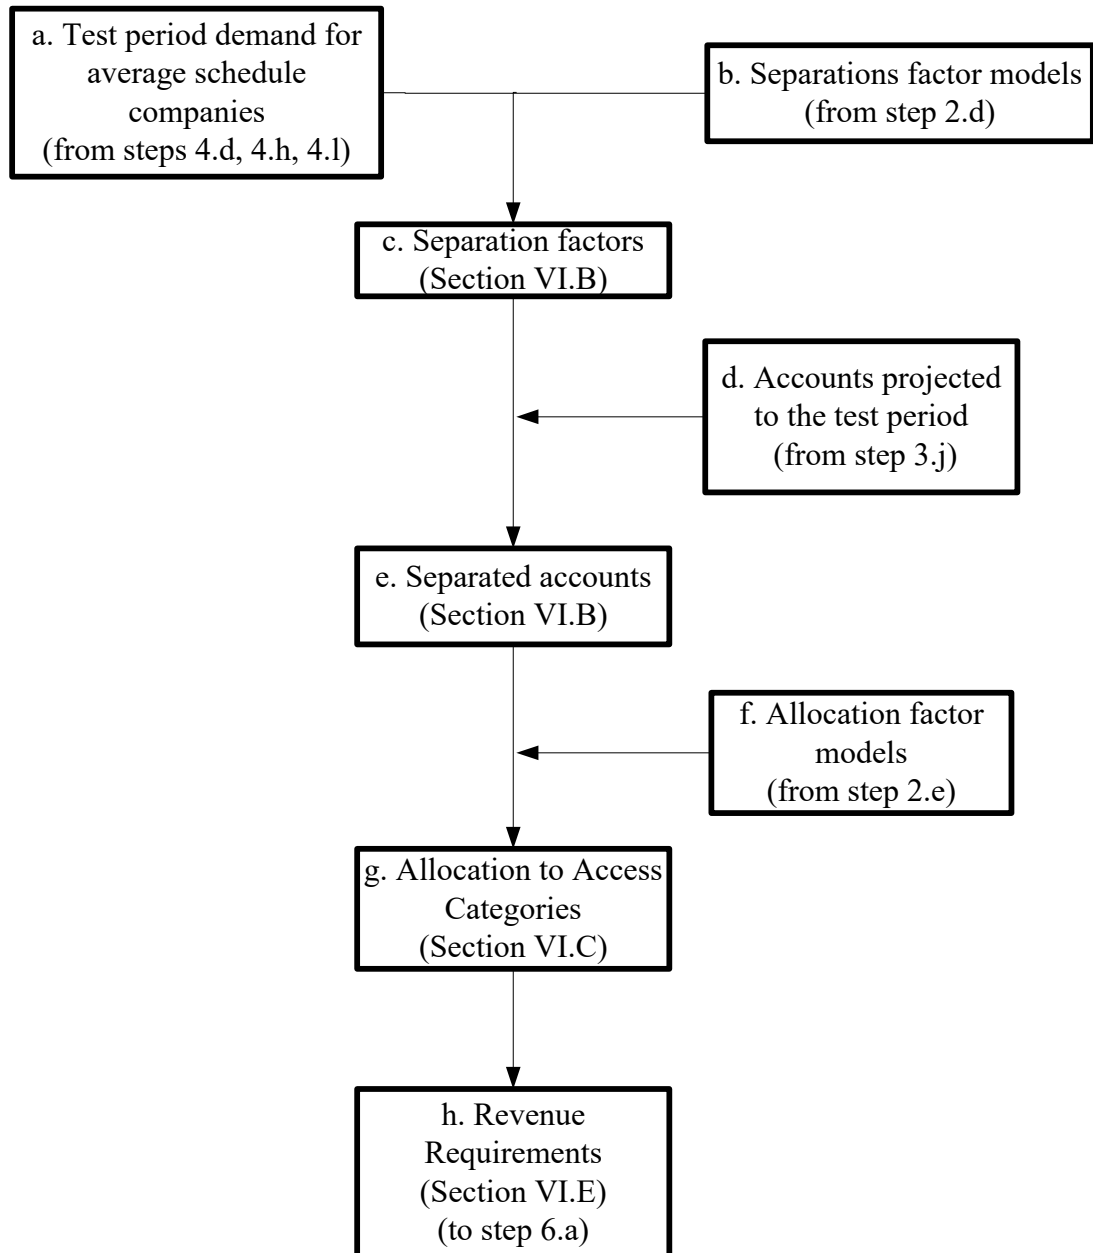 a. Test period demand for
average schedule
companies
(from steps 4.d, 4.h, 4.l)
b. Separations factor models
(from step 2.d)
c. Separation factors
(Section VI.B)
d. Accounts projected
to the test period
(from step 3.j)
e. Separated accounts
(Section VI.B)
f. Allocation factor
models
(from step 2.e)
g. Allocation to Access
Categories
(Section VI.C)
h. Revenue
Requirements
(Section VI.E)
(to step 6.a)